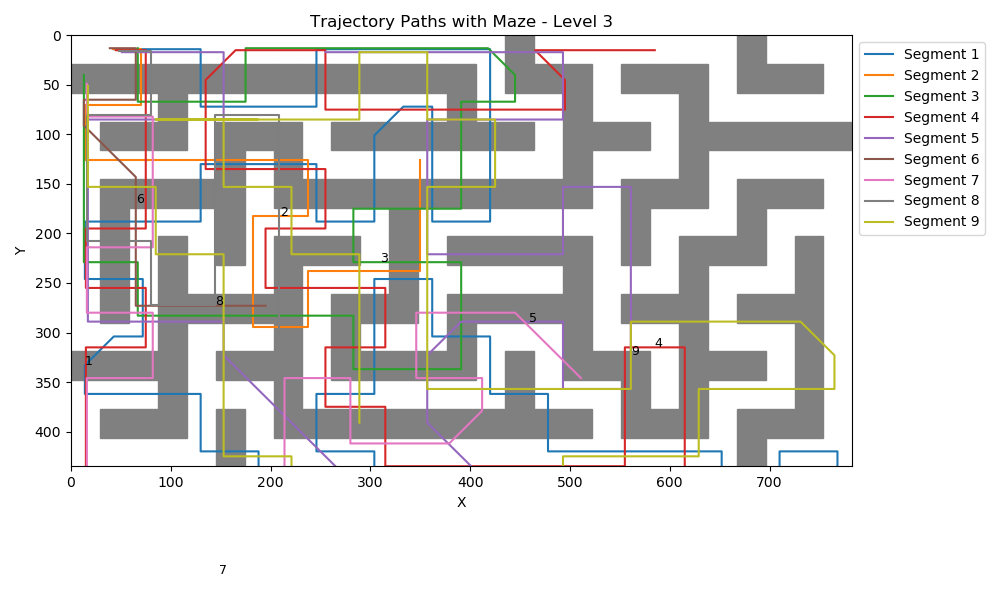 Trajectory Paths with Maze - Level 3
0
50
100
150
200
250
300
350
400
Y
0
100
200
300
400
500
600
700
X
Segment 1
Segment 2
Segment 3
Segment 4
Segment 5
Segment 6
Segment 7
Segment 8
Segment 9
6
2
3
8
5
4
9
1
7